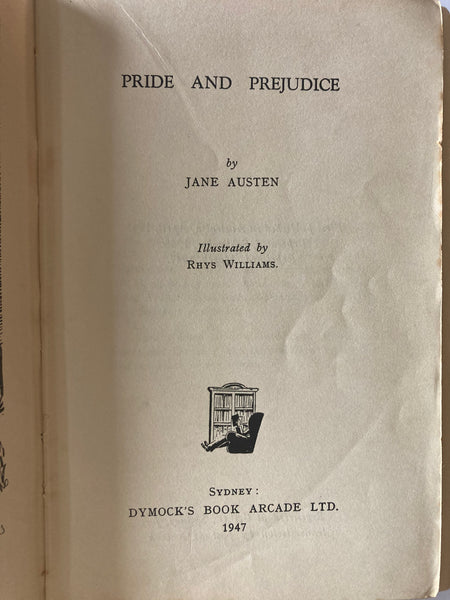 PRIDE AND PREJUDICE
by
JANE AUSTEN
Illustrated by
RHYS WILLIAMS.
SYDNEY:
DYMOCK'S BOOK ARCADE LTD.
1947